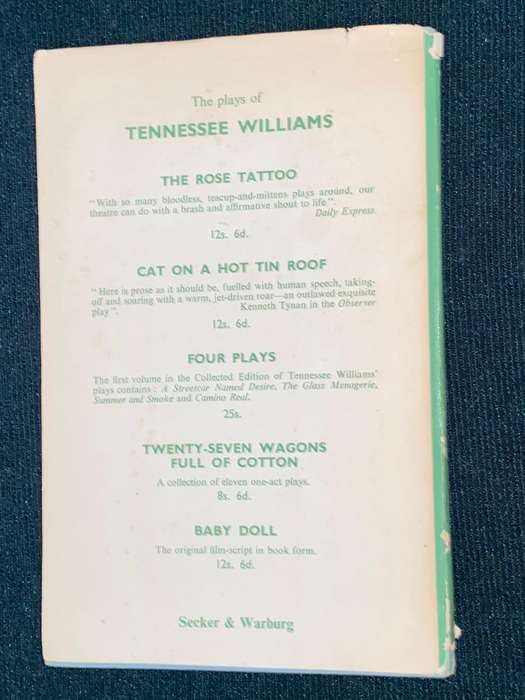 The plays of
TENNESSEE WILLIAMS
THE ROSE TATTOO
"With so many bloodless, teacup-and-mittens plays around, our
theatre can do with a brash and affirmative shout to life".
Daily Express
12s. 6d.
CAT ON A HOT TIN ROOF
"Here is prose as it should be, fuelled with human speech, taking-
off and soaring with a warm, jet-driven roar—an outlawed exquisite
play". Kenneth Tynan in the Observer
12s. 6d.
FOUR PLAYS
The first volume in the Collected Edition of Tennessee Williams'
plays contains: A Streetcar Named Desire, The Glass Menagerie,
Summer and Smoke and Camino Real.
25s.
TWENTY-SEVEN WAGONS
FULL OF COTTON
A collection of eleven one-act plays.
8s. 6d.
BABY DOLL
The original film-script in book form.
12s. 6d.
Secker & Warburg